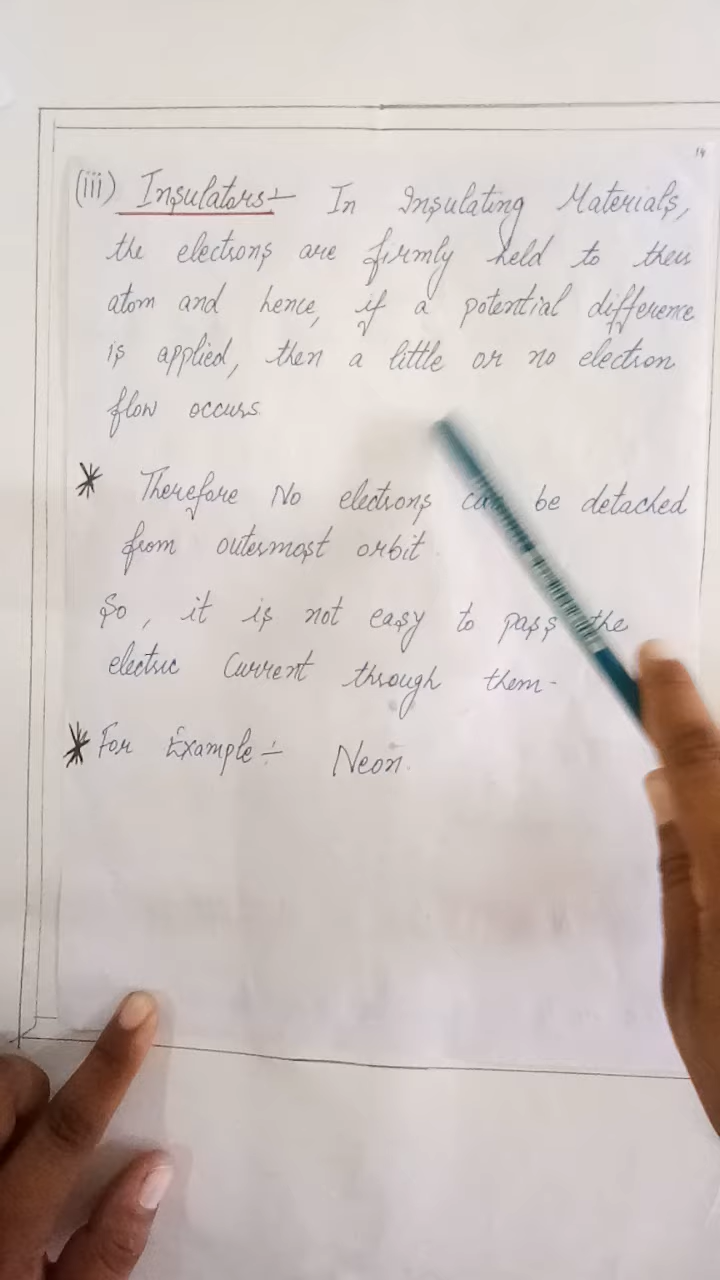 14
(iii) Insulators÷ In Insulating Materials,
the electrons are firmly held to their
atom and hence, if a potential difference
is applied, then a little or no electron
flow occurs
* Therefore No electrons can be detached
from outermost orbit.
So, it is not easy to pass the
electric Current through them-
* For Example÷ Neon.